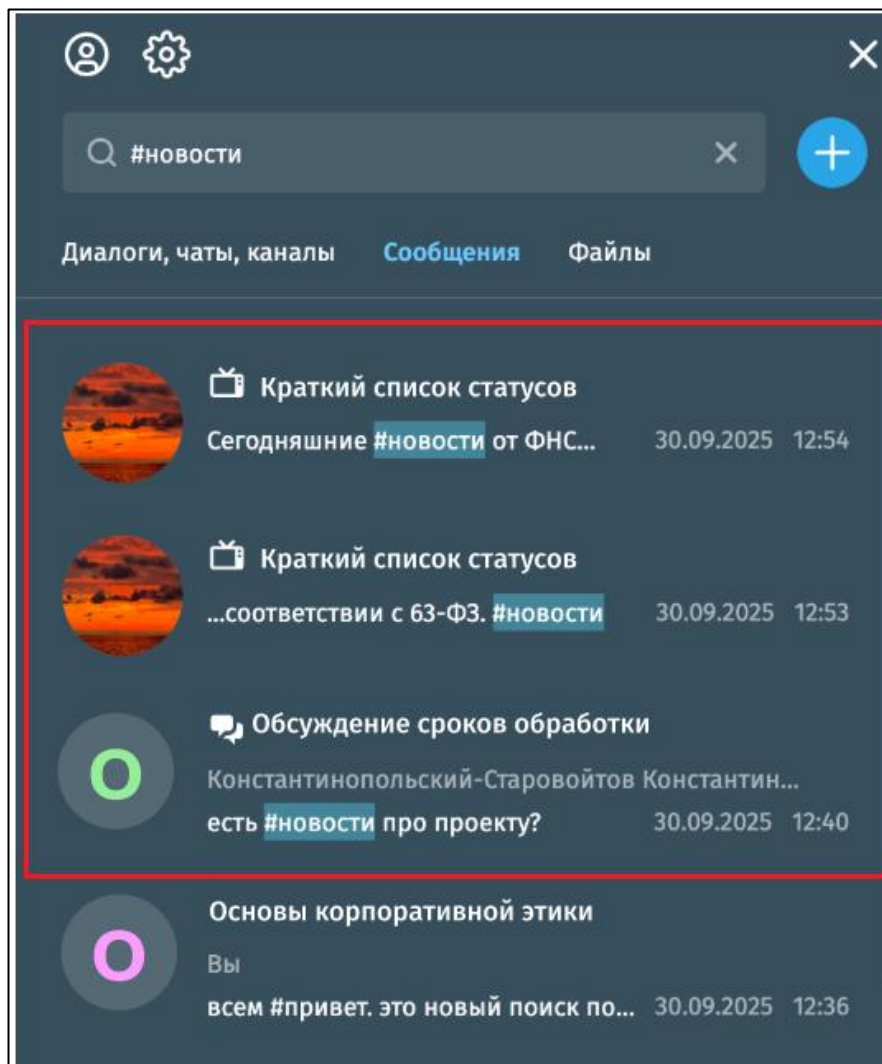 #новости
Диалоги, чаты, каналы Сообщения Файлы
Краткий список статусов
Сегодняшние #новости от ФНС... 30.09.2025 12:54
Краткий список статусов
...соответствии с 63-ФЗ. #новости 30.09.2025 12:53
О Обсуждение сроков обработки
Константинопольский-Старовойтов Константин...
есть #новости про проекту? 30.09.2025 12:40
О Основы корпоративной этики
Вы
всем #привет. это новый поиск по... 30.09.2025 12:36